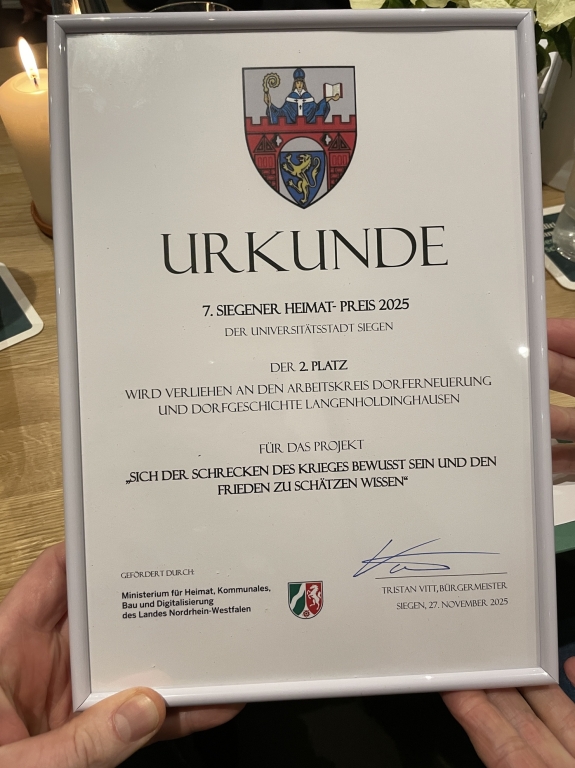 URKUNDE
7. SIEGENER HEIMAT- PREIS 2025
DER UNIVERSITÄTSSTADT SIEGEN
DER 2. PLATZ
WIRD VERLIEHEN AN DEN ARBEITSKREIS DORFERNEUERUNG
UND DORFGESCHICHTE LANGENHOLDINGHAUSEN
FÜR DAS PROJEKT
„SICH DER SCHRECKEN DES KRIEGES BEWUSST SEIN UND DEN
FRIEDEN ZU SCHÄTZEN WISSEN“
GEFÖRDERT DURCH:
Ministerium für Heimat, Kommunales,
Bau und Digitalisierung
des Landes Nordrhein-Westfalen
TRISTAN VITT, BÜRGERMEISTER
SIEGEN, 27. NOVEMBER 2025